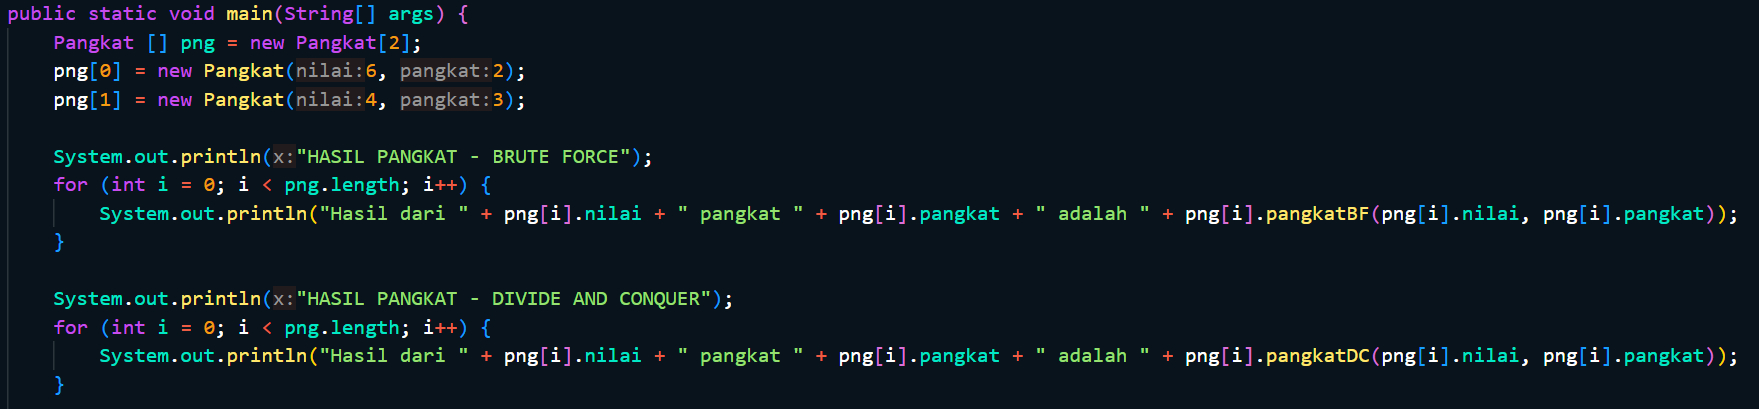 public static void main(String[] args) {
    Pangkat [] png = new Pangkat[2];
    png[0] = new Pangkat(nilai:6, pangkat:2);
    png[1] = new Pangkat(nilai:4, pangkat:3);
    System.out.println(x:"HASIL PANGKAT - BRUTE FORCE");
    for (int i = 0; i < png.length; i++) {
        System.out.println("Hasil dari " + png[i].nilai + " pangkat " + png[i].pangkat + " adalah " + png[i].pangkatBF(png[i].nilai, png[i].pangkat));
    }
    System.out.println(x:"HASIL PANGKAT - DIVIDE AND CONQUER");
    for (int i = 0; i < png.length; i++) {
        System.out.println("Hasil dari " + png[i].nilai + " pangkat " + png[i].pangkat + " adalah " + png[i].pangkatDC(png[i].nilai, png[i].pangkat));
    }